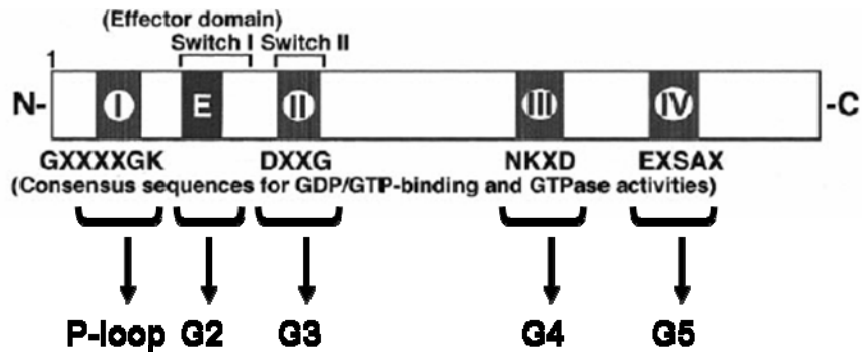 (Effector domain)
Switch I Switch II
1
N- I E II III IV -C
GXXXXGK DXXG NKXD EXSAX
(Consensus sequences for GDP/GTP-binding and GTPase activities)
P-loop G2 G3 G4 G5